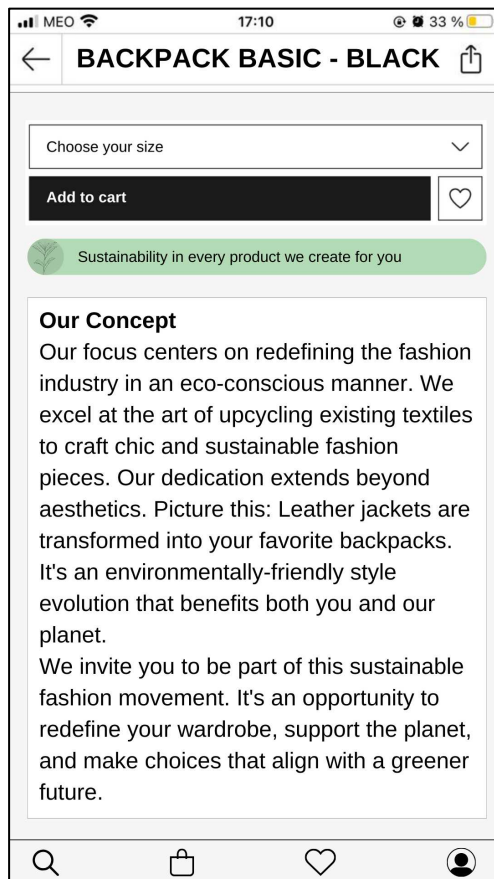 MEO 17:10 33 %
BACKPACK BASIC - BLACK
Choose your size
Add to cart
Sustainability in every product we create for you
Our Concept
Our focus centers on redefining the fashion
industry in an eco-conscious manner. We
excel at the art of upcycling existing textiles
to craft chic and sustainable fashion
pieces. Our dedication extends beyond
aesthetics. Picture this: Leather jackets are
transformed into your favorite backpacks.
It's an environmentally-friendly style
evolution that benefits both you and our
planet.
We invite you to be part of this sustainable
fashion movement. It's an opportunity to
redefine your wardrobe, support the planet,
and make choices that align with a greener
future.